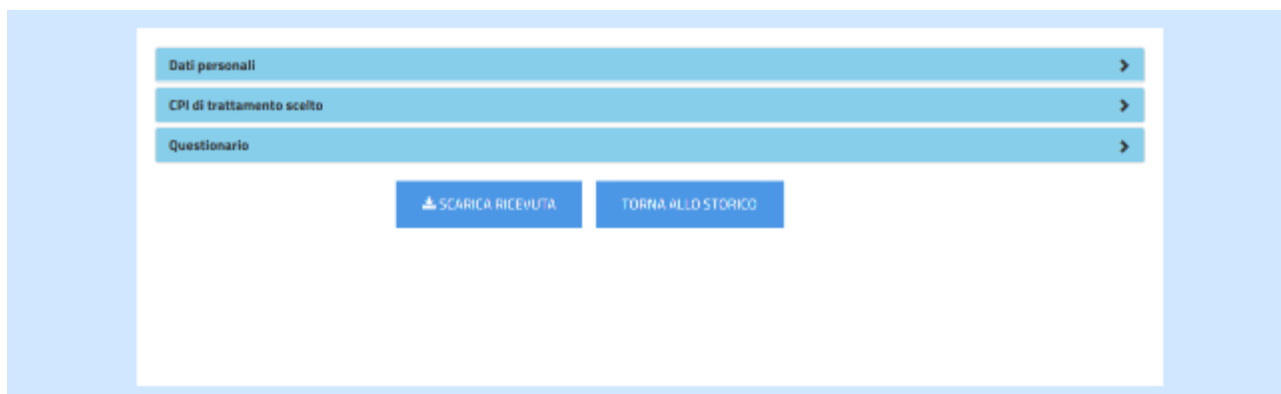 Dati personali
CPI di trattamento scelto
Questionario
SCARICA RICEVUTA TORNA ALLO STORICO